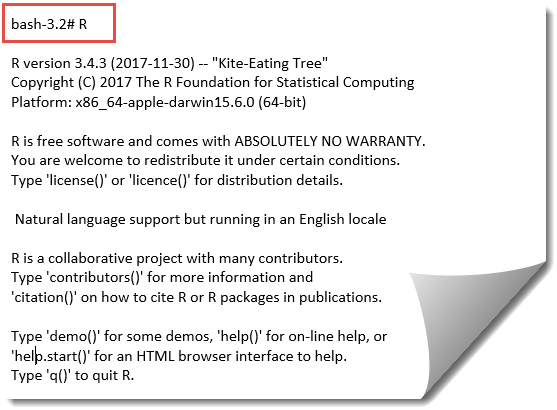 bash-3.2# R
R version 3.4.3 (2017-11-30) -- "Kite-Eating Tree"
Copyright (C) 2017 The R Foundation for Statistical Computing
Platform: x86_64-apple-darwin15.6.0 (64-bit)
R is free software and comes with ABSOLUTELY NO WARRANTY.
You are welcome to redistribute it under certain conditions.
Type 'license()' or 'licence()' for distribution details.
Natural language support but running in an English locale
R is a collaborative project with many contributors.
Type 'contributors()' for more information and
'citation()' on how to cite R or R packages in publications.
Type 'demo()' for some demos, 'help()' for on-line help, or
'help.start()' for an HTML browser interface to help.
Type 'q()' to quit R.